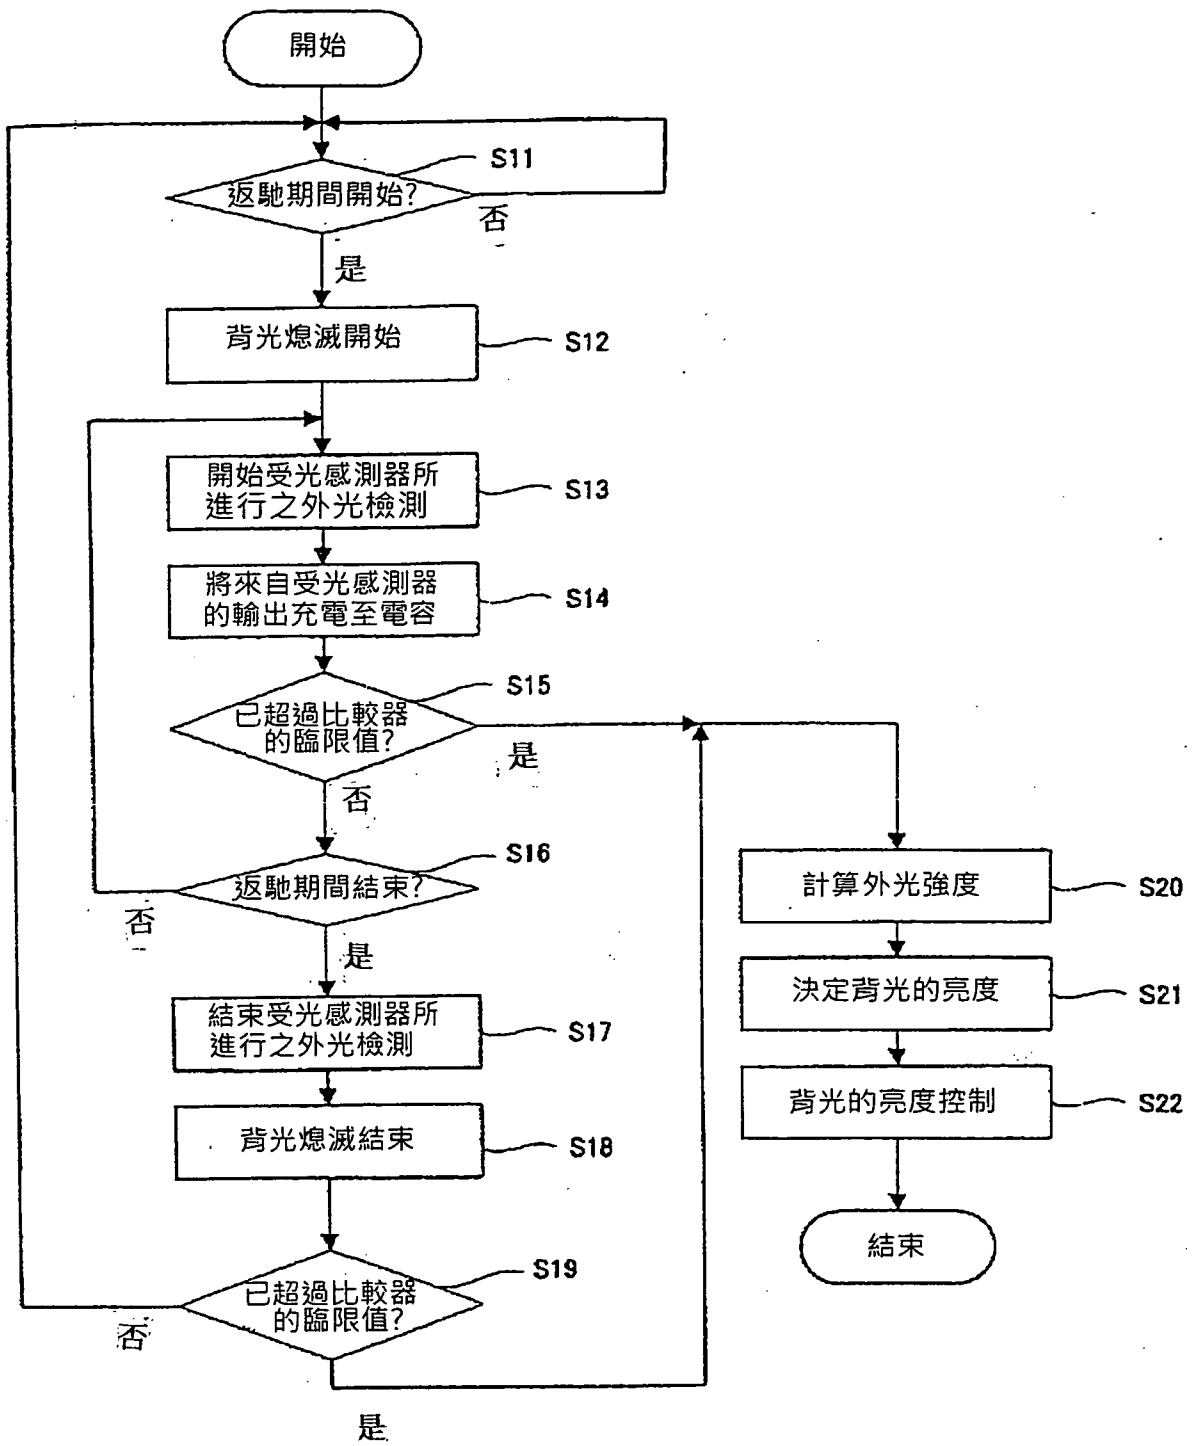 開始
S11
返馳期間開始?
否
是
背光熄滅開始
S12
開始受光感測器所
進行之外光檢測
S13
將來自受光感測器
的輸出充電至電容
S14
S15
已超過比較器
的臨限值?
是
否
S16
返馳期間結束?
否
是
結束受光感測器所
進行之外光檢測
S17
背光熄滅結束
S18
S19
已超過比較器
的臨限值?
否
是
計算外光強度
S20
決定背光的亮度
S21
背光的亮度控制
S22
結束